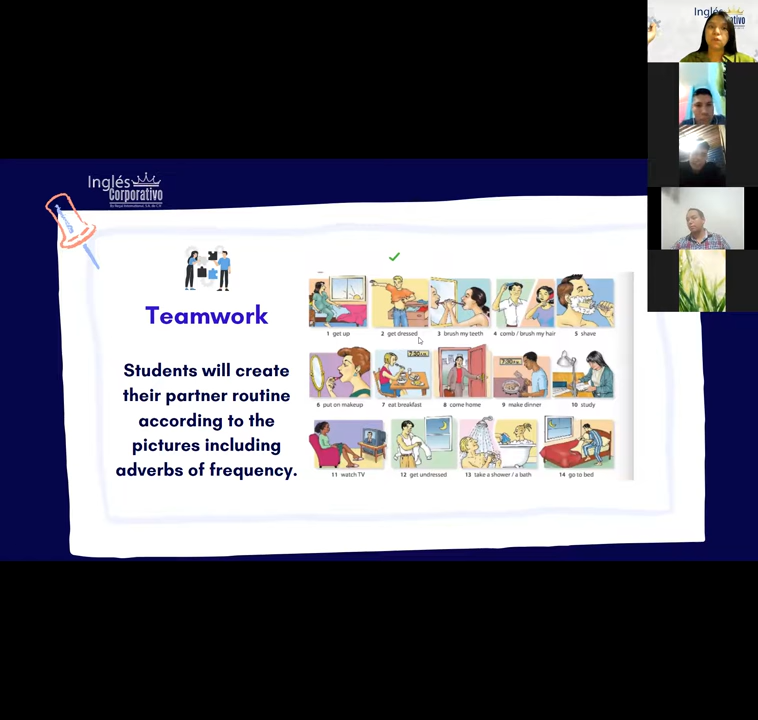 Inglés
Inglés
Corporativo
Teamwork
Students will create
their partner routine
according to the
pictures including
adverbs of frequency.
1 get up
2 get dressed
3 brush my teeth
4 comb / brush my hair
5 shave
6 put on makeup
7 eat breakfast
8 come home
9 make dinner
10 study
11 watch TV
12 get undressed
13 take a shower / a bath
14 go to bed